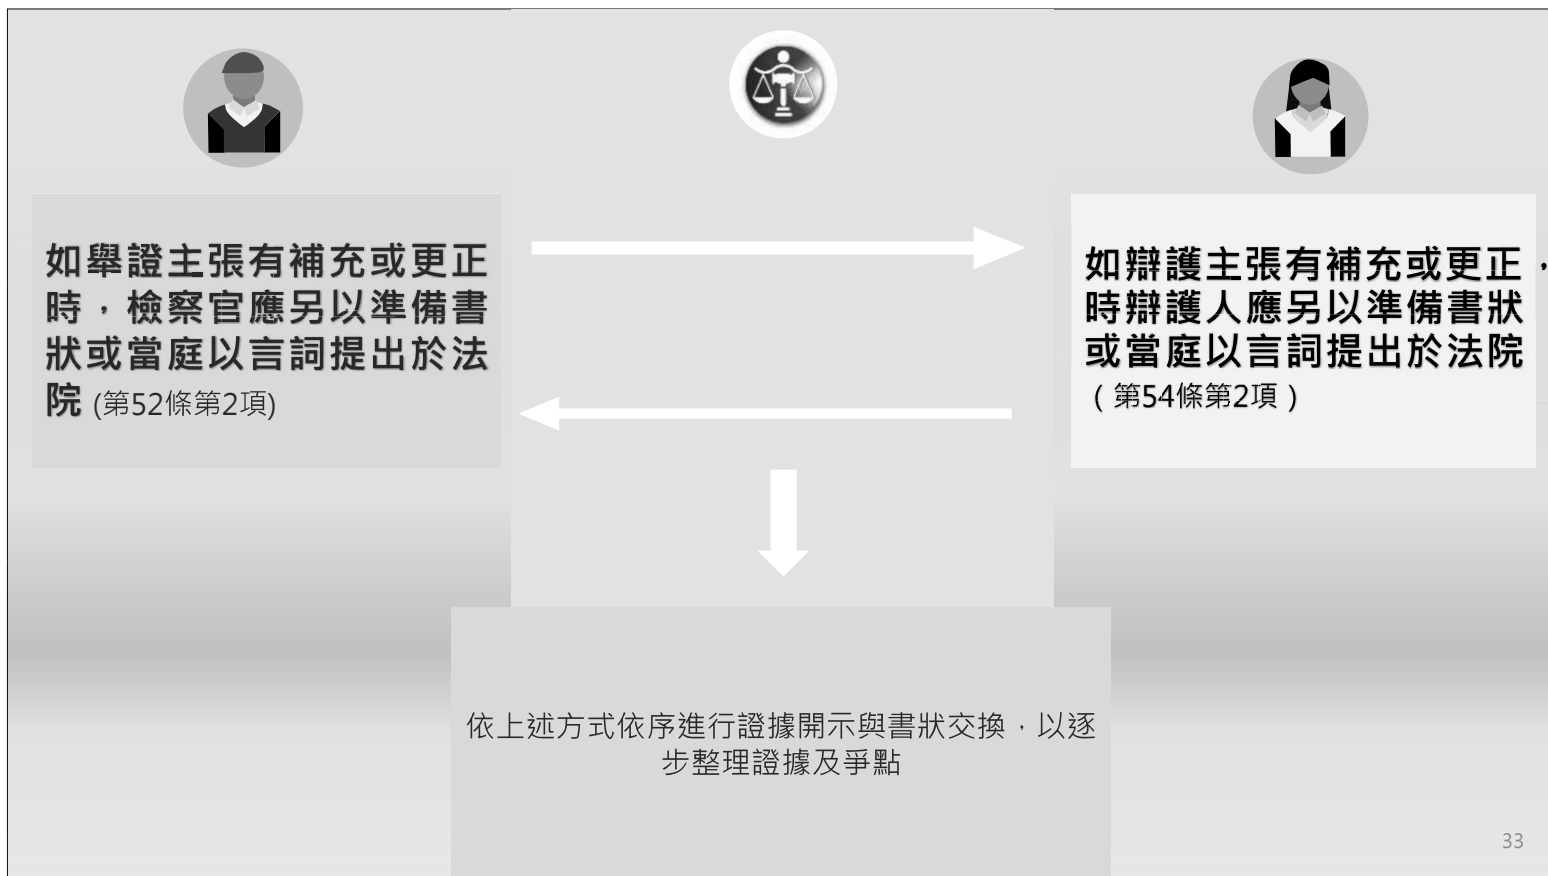 如舉證主張有補充或更正
時，檢察官應另以準備書
狀或當庭以言詞提出於法
院 (第52條第2項)
如辯護主張有補充或更正，
時辯護人應另以準備書狀
或當庭以言詞提出於法院
（第54條第2項）
依上述方式依序進行證據開示與書狀交換，以逐
步整理證據及爭點
33